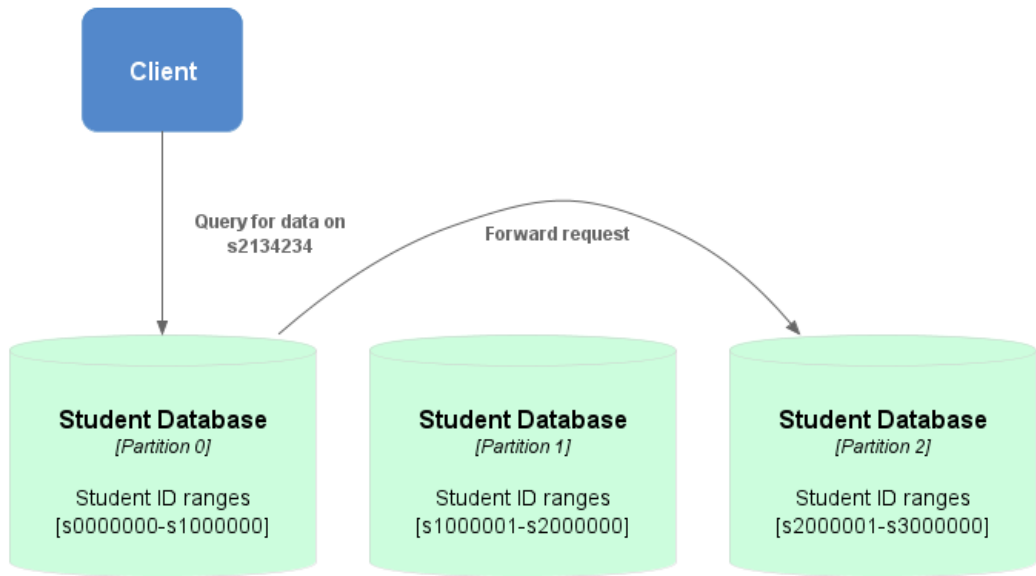 Client
Query for data on
s2134234
Forward request
Student Database
[Partition 0]
Student ID ranges
[s0000000-s1000000]
Student Database
[Partition 1]
Student ID ranges
[s1000001-s2000000]
Student Database
[Partition 2]
Student ID ranges
[s2000001-s3000000]